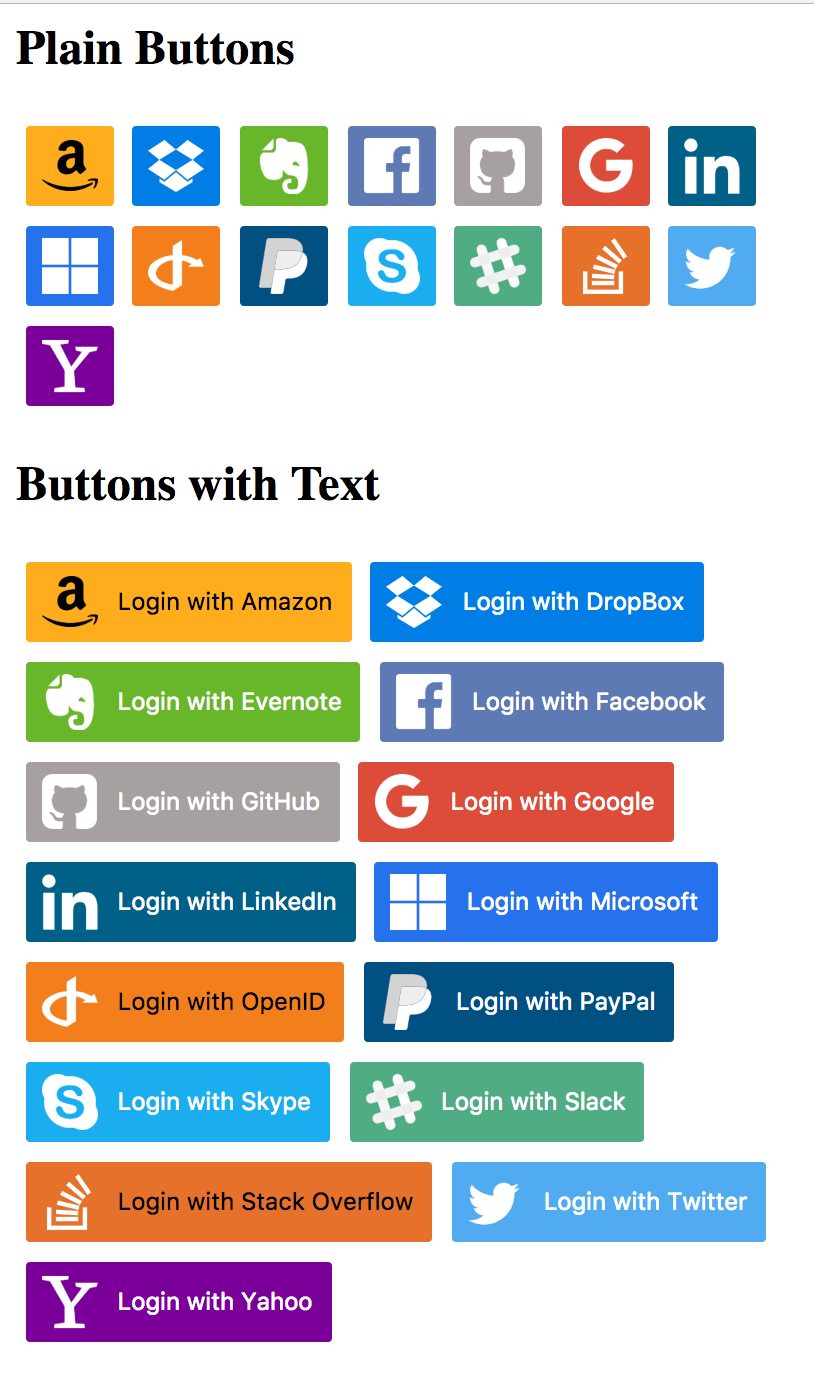 Plain Buttons
a f G in
S
Y
Buttons with Text
a Login with Amazon Login with DropBox
Login with Evernote f Login with Facebook
Login with GitHub G Login with Google
in Login with LinkedIn Login with Microsoft
Login with OpenID P Login with PayPal
S Login with Skype Login with Slack
Login with Stack Overflow Login with Twitter
Y Login with Yahoo